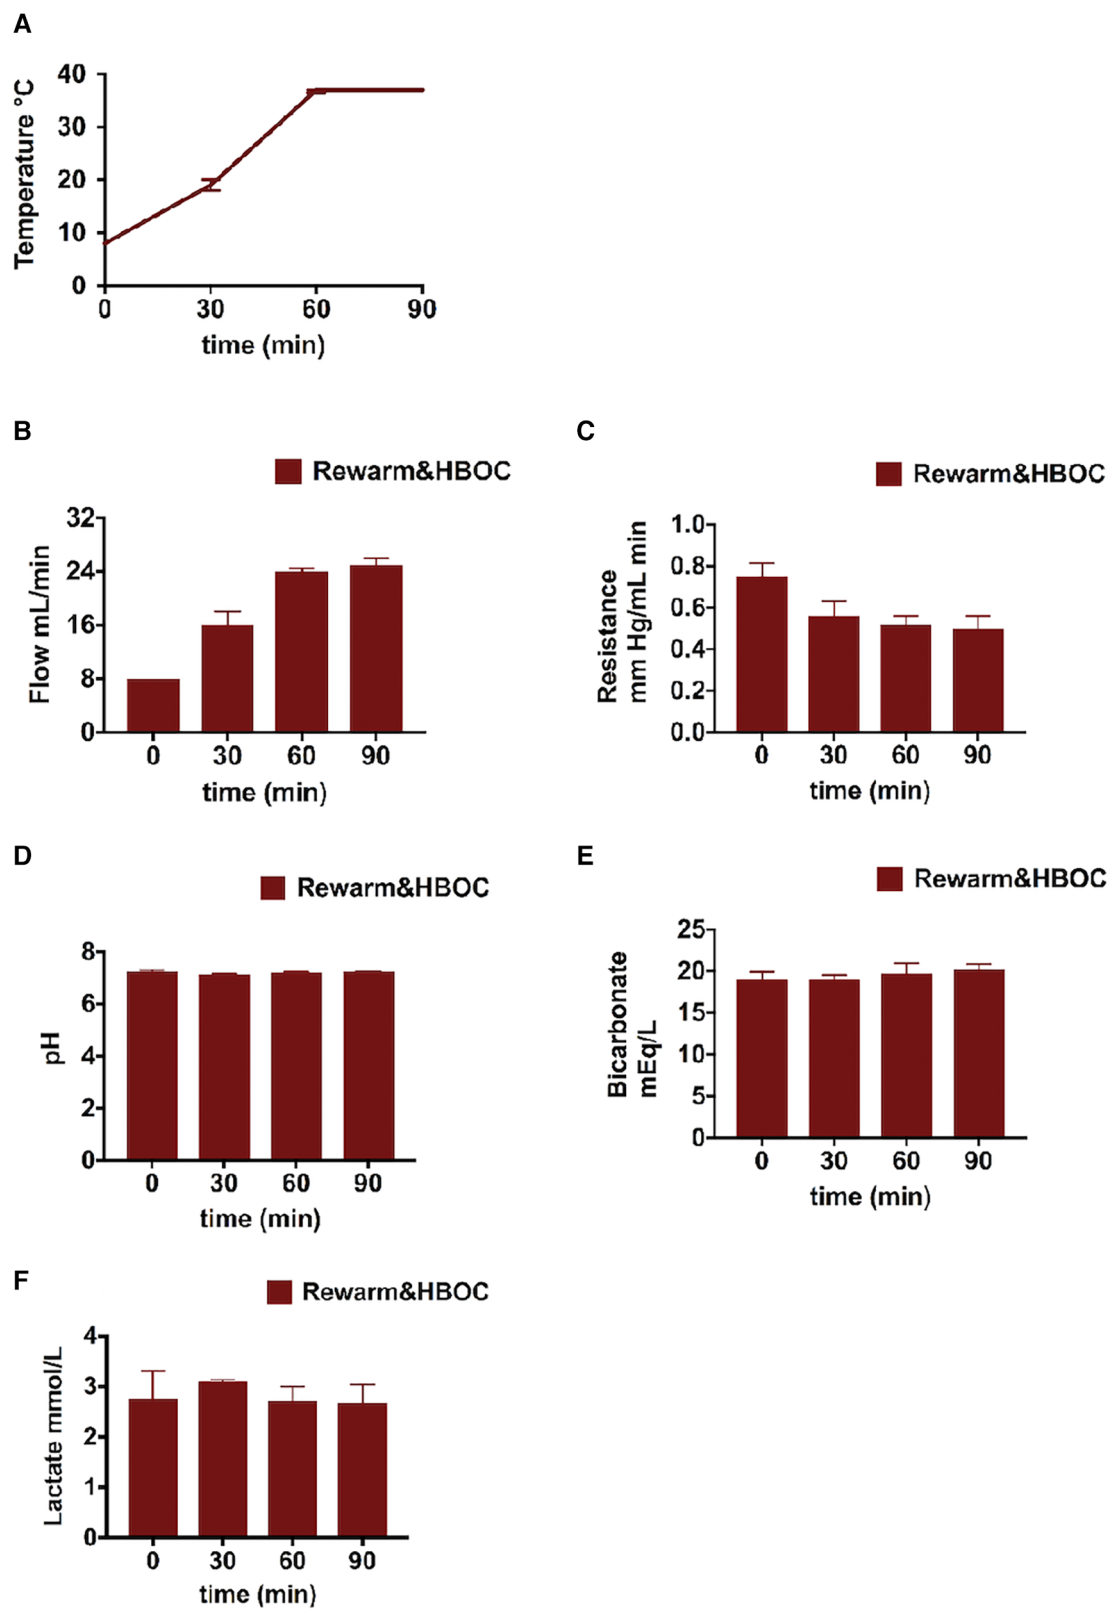 A
Temperature °C
40
30
20
10
0
0 30 60 90
time (min)
B
Rewarm&HBOC
Flow mL/min
32
24
16
8
0
0 30 60 90
time (min)
C
Rewarm&HBOC
Resistance
mm Hg/mL min
1.0
0.8
0.6
0.4
0.2
0.0
0 30 60 90
time (min)
D
Rewarm&HBOC
pH
8
6
4
2
0
0 30 60 90
time (min)
E
Rewarm&HBOC
Bicarbonate
mEq/L
25
20
15
10
5
0
0 30 60 90
time (min)
F
Rewarm&HBOC
Lactate mmol/L
4
3
2
1
0
0 30 60 90
time (min)